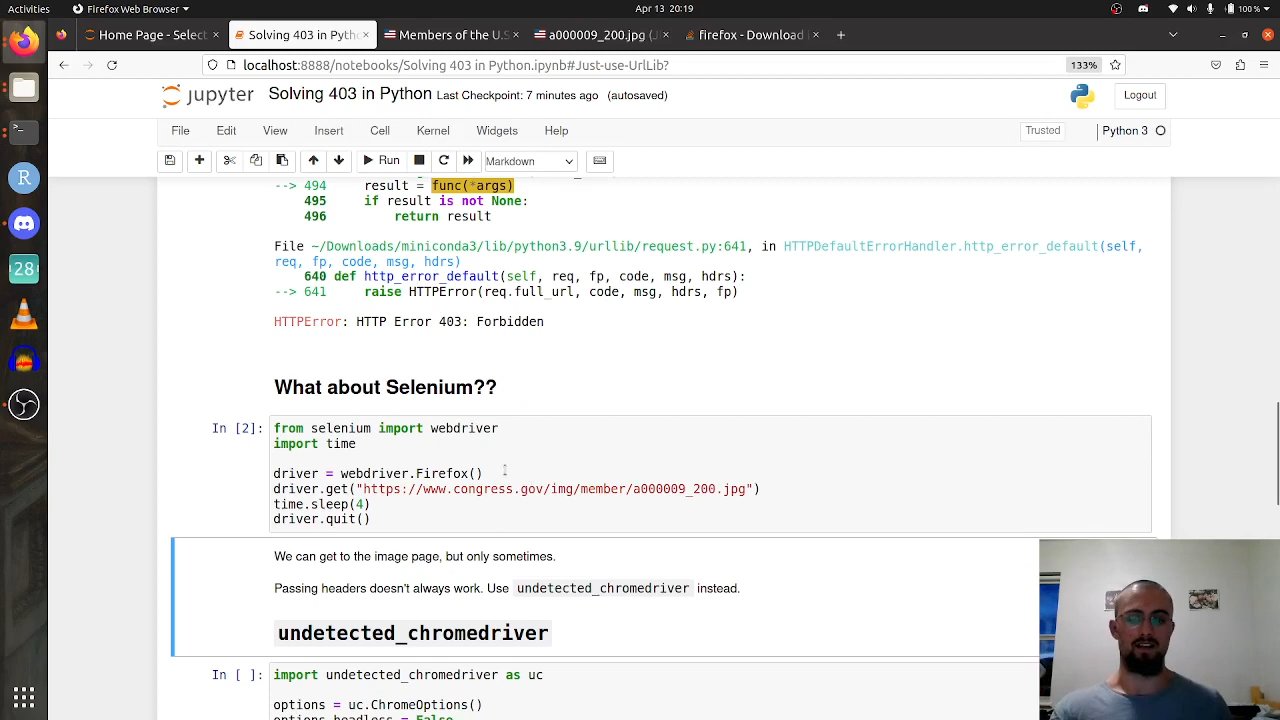 Activities Firefox Web Browser Apr 13 20:19 100%
Home Page - Select Solving 403 in Pytho Members of the U.S a000009_200.jpg (J firefox - Download
localhost:8888/notebooks/Solving 403 in Python.ipynb#Just-use-UrlLib? 133%
jupyter Solving 403 in Python Last Checkpoint: 7 minutes ago (autosaved) Logout
File Edit View Insert Cell Kernel Widgets Help Trusted Python 3
Run Markdown
--> 494 result = func(*args)
495 if result is not None:
496 return result
File ~/Downloads/miniconda3/lib/python3.9/urllib/request.py:641, in HTTPDefaultErrorHandler.http_error_default(self,
req, fp, code, msg, hdrs)
640 def http_error_default(self, req, fp, code, msg, hdrs):
--> 641 raise HTTPError(req.full_url, code, msg, hdrs, fp)
HTTPError: HTTP Error 403: Forbidden
What about Selenium??
In [2]: from selenium import webdriver
import time
driver = webdriver.Firefox()
driver.get("https://www.congress.gov/img/member/a000009_200.jpg")
time.sleep(4)
driver.quit()
We can get to the image page, but only sometimes.
Passing headers doesn't always work. Use undetected_chromedriver instead.
undetected_chromedriver
In [ ]: import undetected_chromedriver as uc
options = uc.ChromeOptions()
options.headless = False
R
28